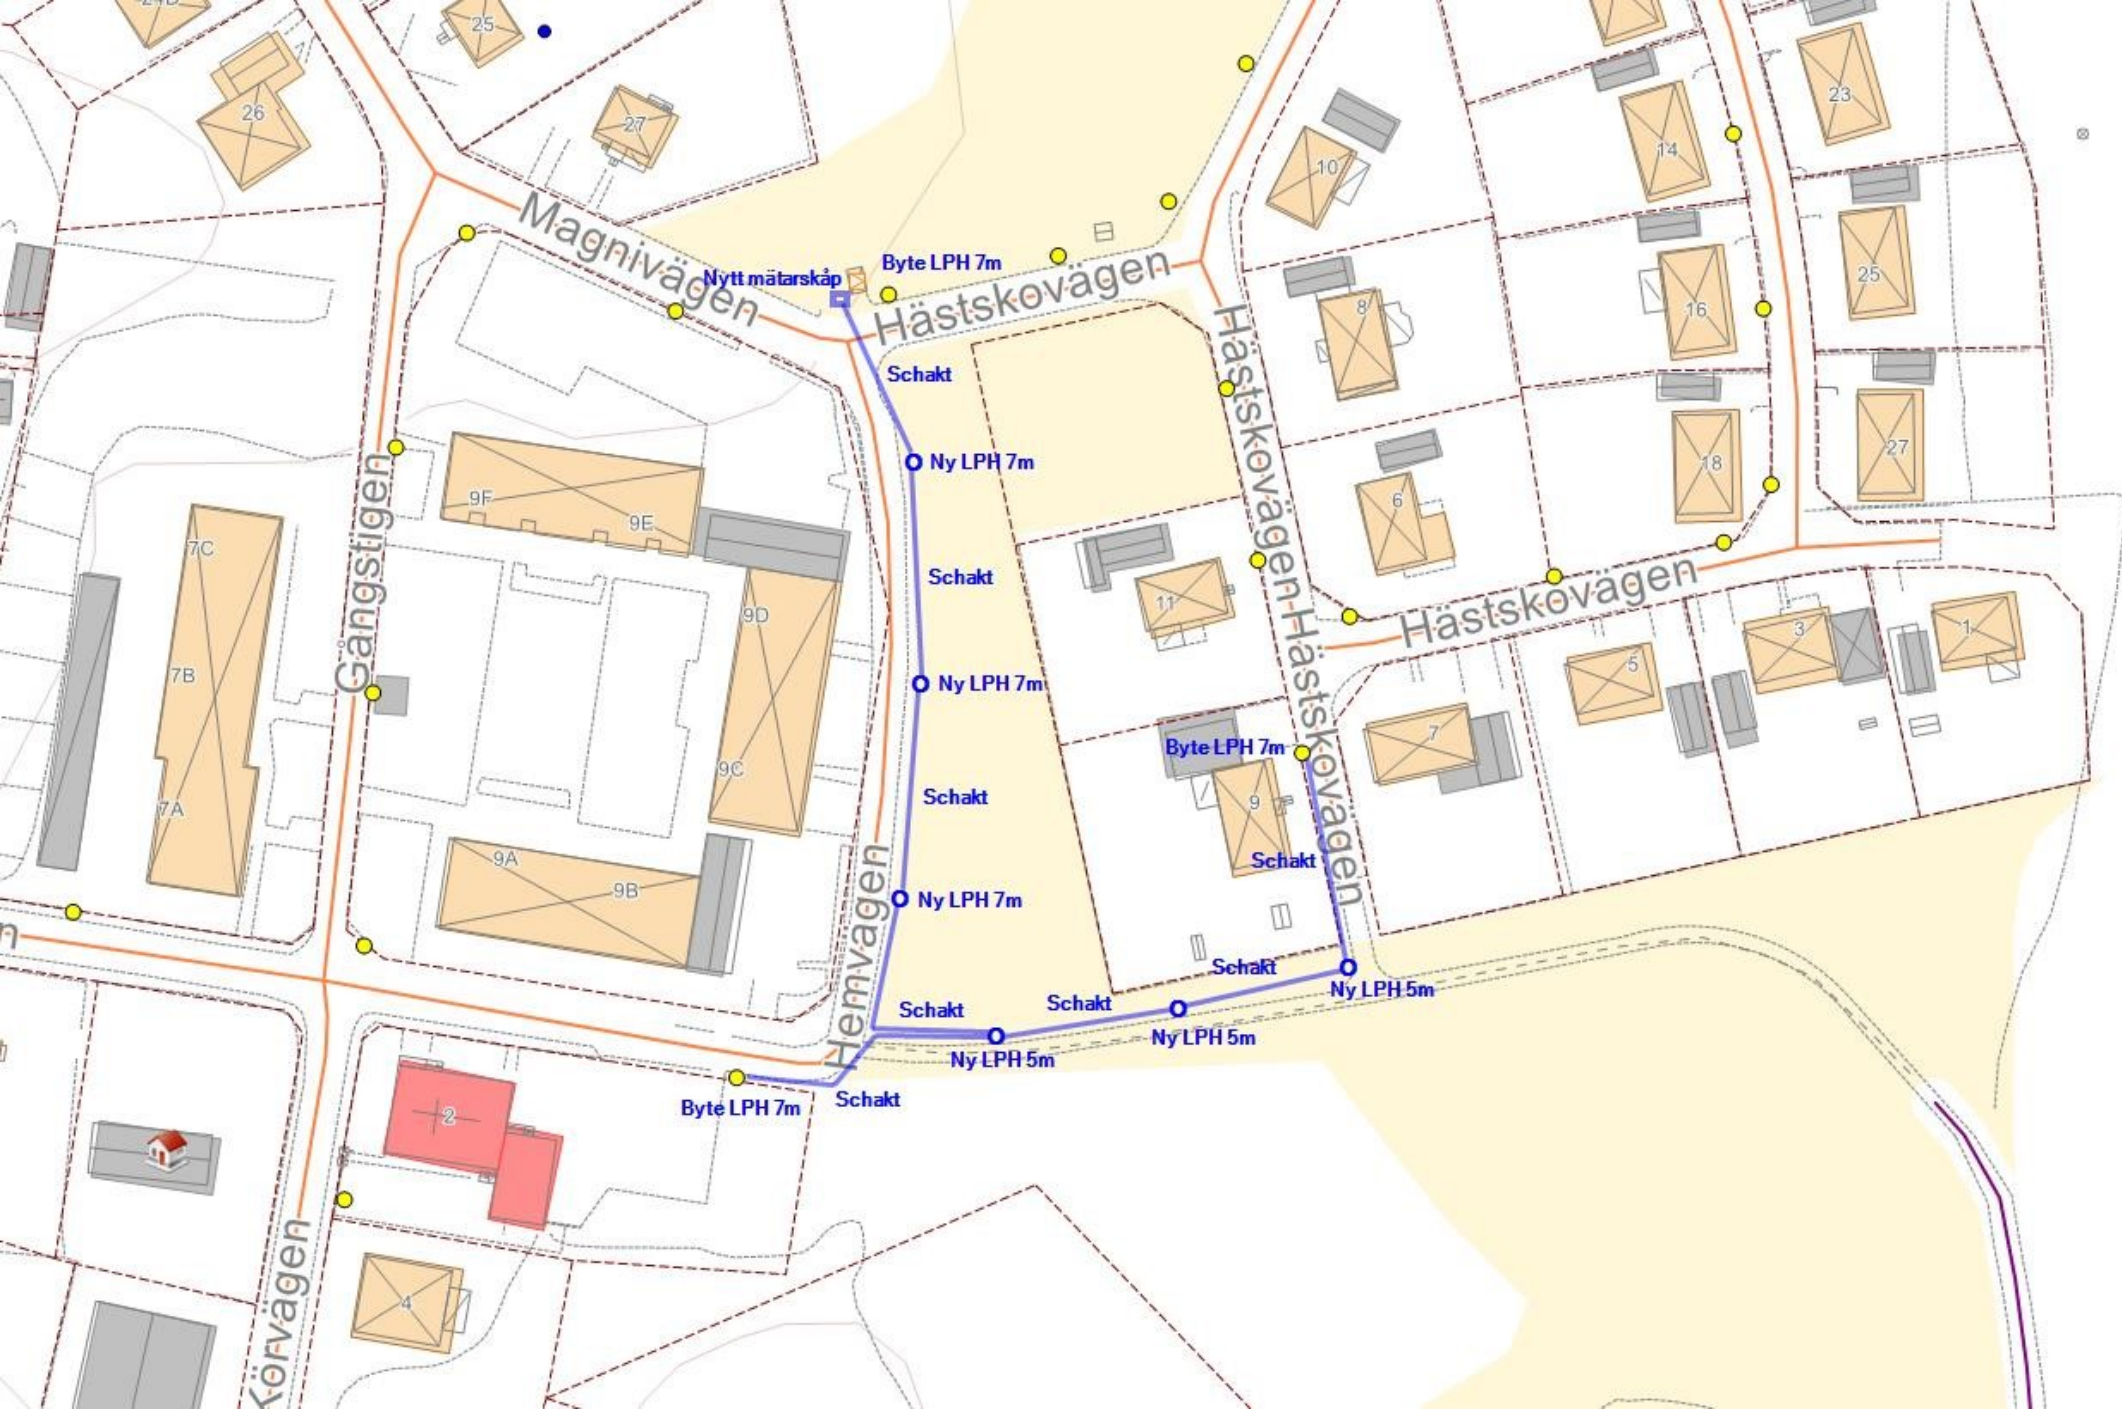 25
23
26
27
14
10
Magnivägen
Byte LPH 7m
Nytt mätarskåp
Hästskovägen
25
16
8
Hästskovägen
Schakt
27
18
Ny LPH 7m
6
9F
9E
7C
Gångstigen
Schakt
11
Hästskovägen
9D
Hästskovägen
3
1
5
7B
Ny LPH 7m
7
Byte LPH 7m
9C
Schakt
9
7A
9A
Schakt
9B
Ny LPH 7m
Hemvägen
n
Schakt
Ny LPH 5m
Schakt
Schakt
Ny LPH 5m
Ny LPH 5m
Schakt
Byte LPH 7m
2
4
Körvägen